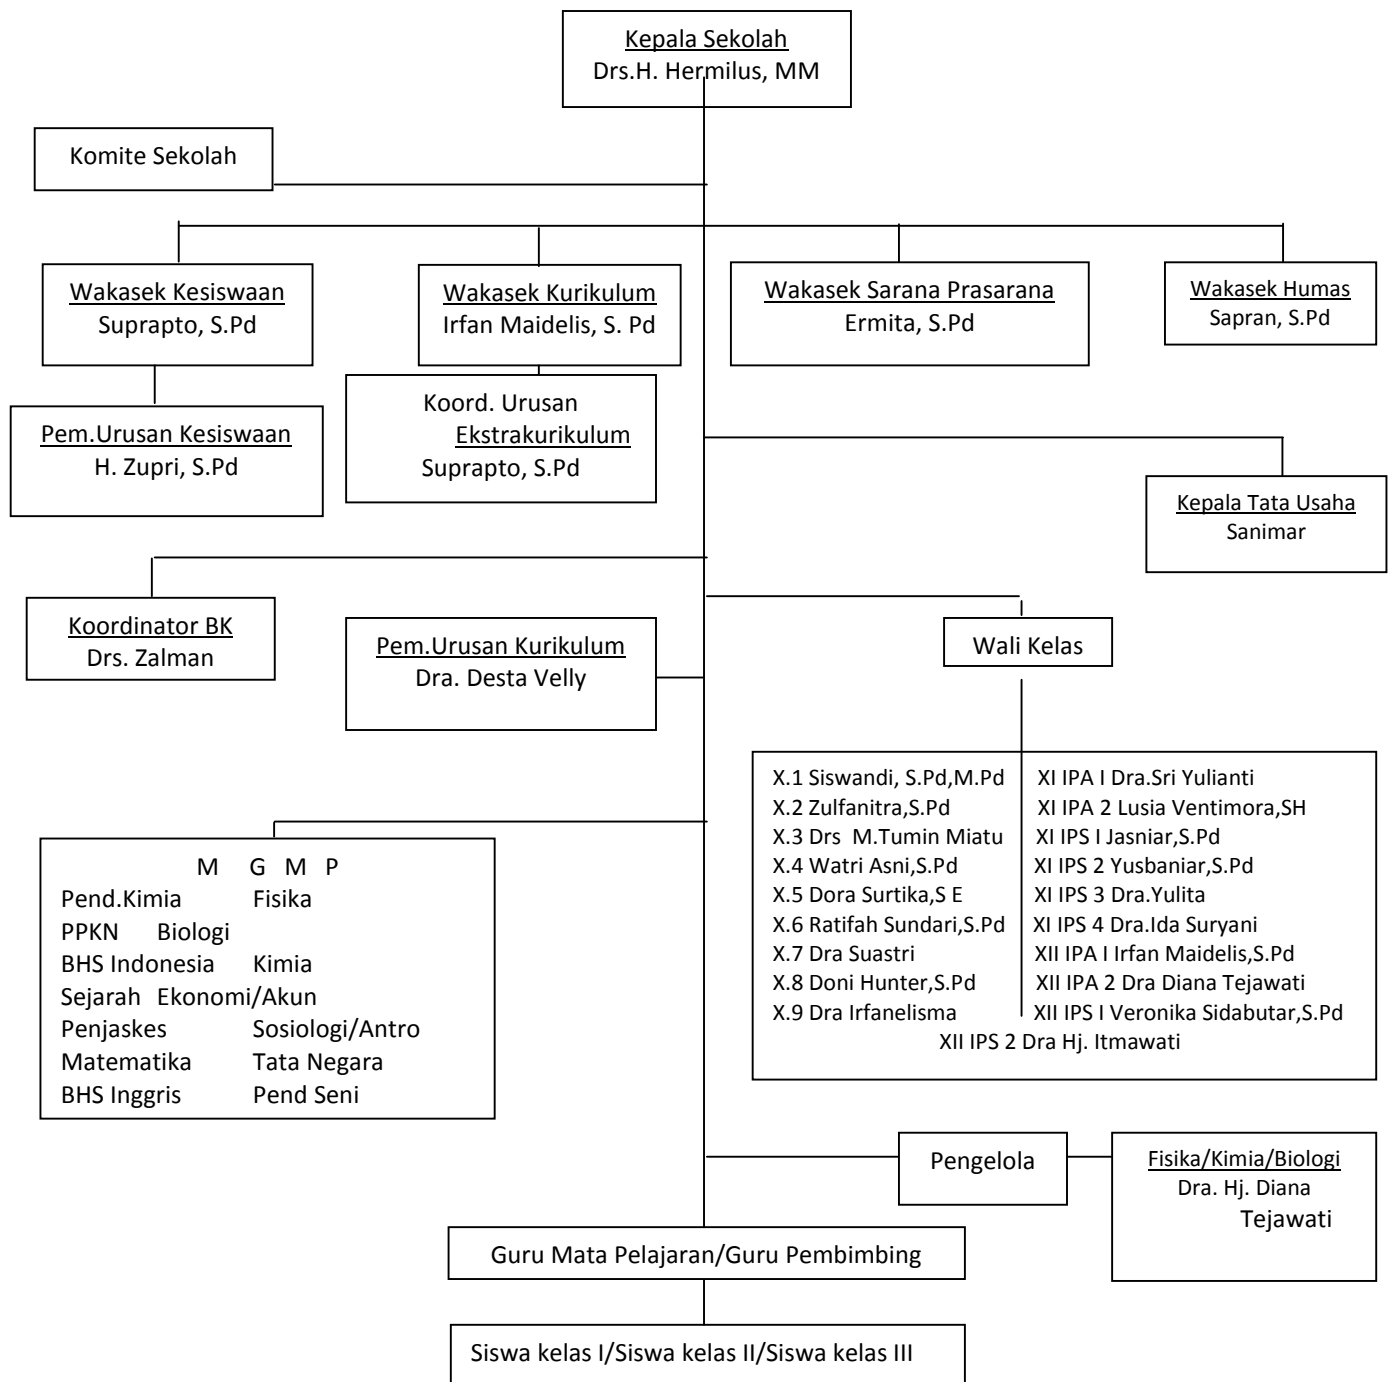 Kepala Sekolah
Drs.H. Hermilus, MM
Komite Sekolah
Wakasek Kesiswaan
Suprapto, S.Pd
Wakasek Kurikulum
Irfan Maidelis, S. Pd
Wakasek Sarana Prasarana
Ermita, S.Pd
Wakasek Humas
Sapran, S.Pd
Pem.Urusan Kesiswaan
H. Zupri, S.Pd
Koord. Urusan
Ekstrakurikulum
Suprapto, S.Pd
Kepala Tata Usaha
Sanimar
Koordinator BK
Drs. Zalman
Pem.Urusan Kurikulum
Dra. Desta Velly
Wali Kelas
X.1 Siswandi, S.Pd,M.Pd
X.2 Zulfanitra,S.Pd
X.3 Drs M.Tumin Miatu
X.4 Watri Asni,S.Pd
X.5 Dora Surtika,S E
X.6 Ratifah Sundari,S.Pd
X.7 Dra Suastri
X.8 Doni Hunter,S.Pd
X.9 Dra Irfanelisma
XI IPA I Dra.Sri Yulianti
XI IPA 2 Lusia Ventimora,SH
XI IPS I Jasniar,S.Pd
XI IPS 2 Yusbaniar,S.Pd
XI IPS 3 Dra.Yulita
XI IPS 4 Dra.Ida Suryani
XII IPA I Irfan Maidelis,S.Pd
XII IPA 2 Dra Diana Tejawati
XII IPS I Veronika Sidabutar,S.Pd
XII IPS 2 Dra Hj. Itmawati
M G M P
Pend.Kimia Fisika
PPKN Biologi
BHS Indonesia Kimia
Sejarah Ekonomi/Akun
Penjaskes Sosiologi/Antro
Matematika Tata Negara
BHS Inggris Pend Seni
Pengelola
Fisika/Kimia/Biologi
Dra. Hj. Diana
Tejawati
Guru Mata Pelajaran/Guru Pembimbing
Siswa kelas I/Siswa kelas II/Siswa kelas III